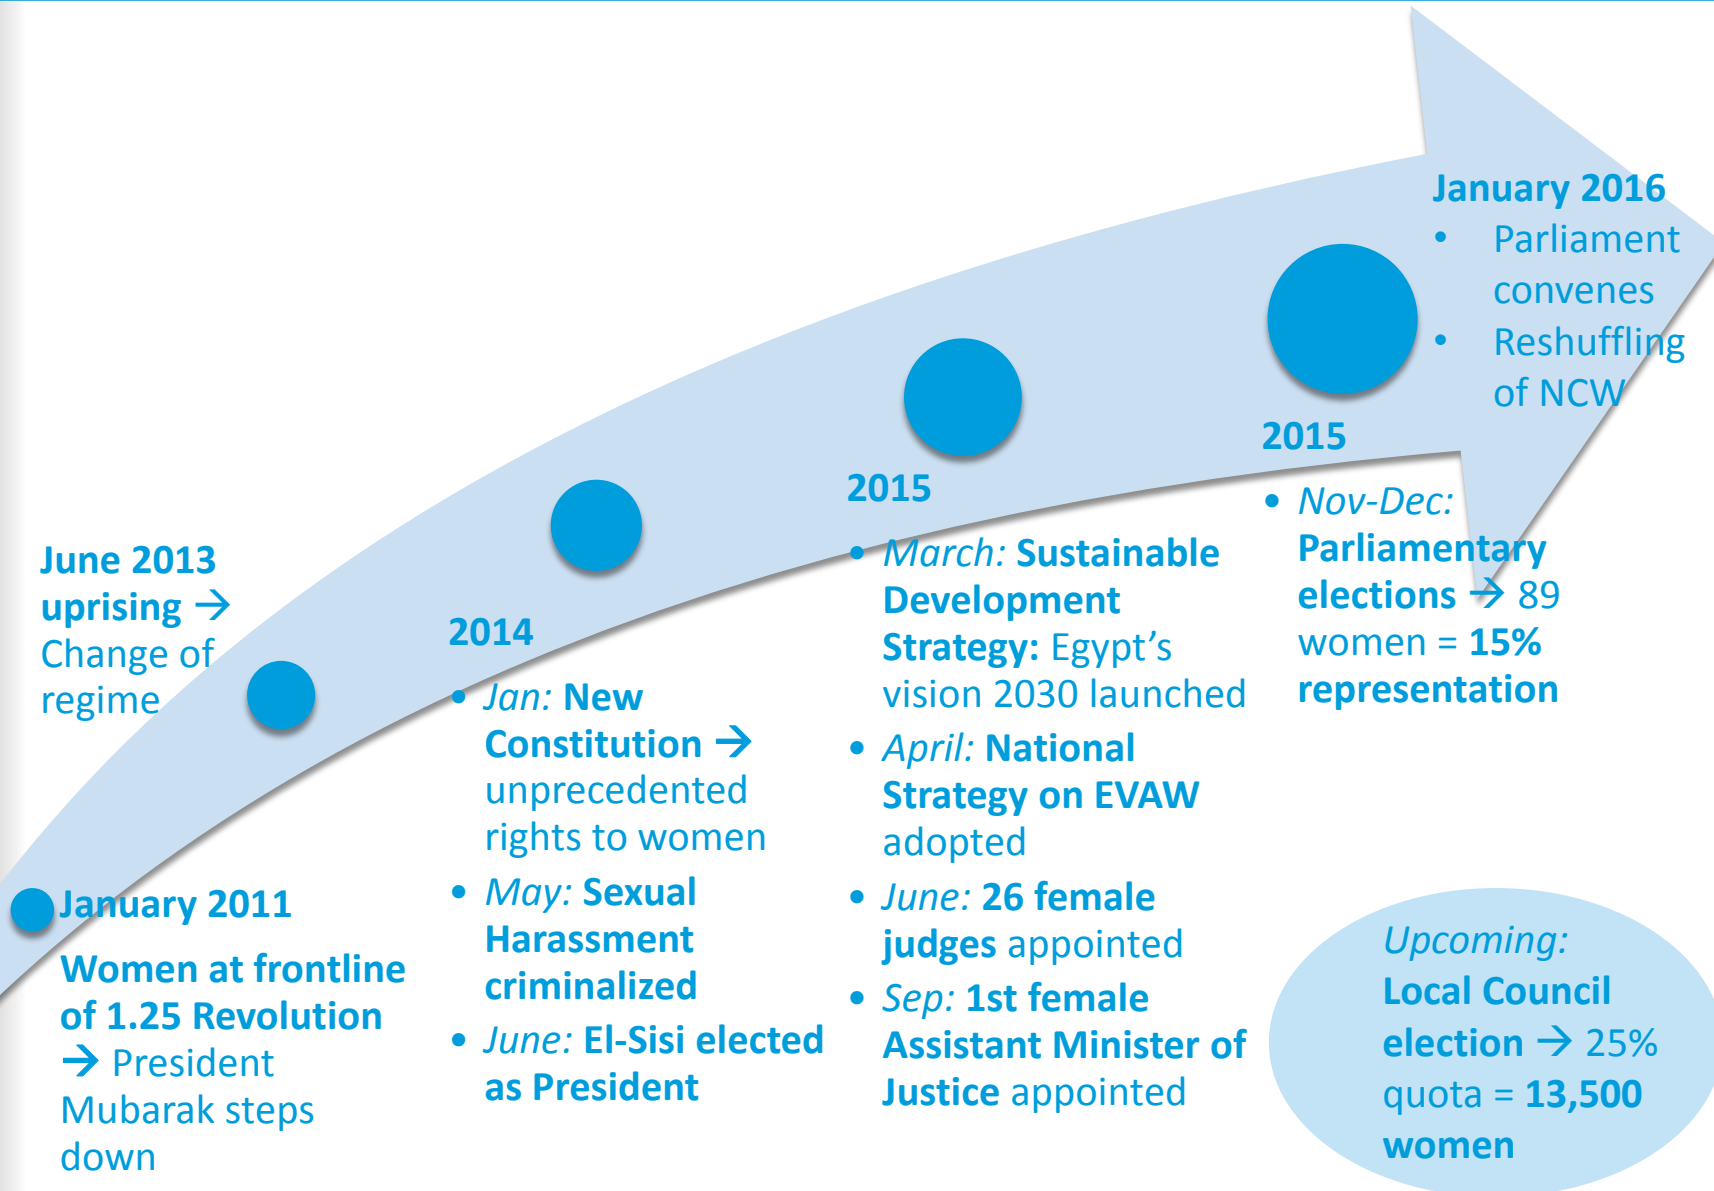 January 2011
Women at frontline
of 1.25 Revolution
→ President
Mubarak steps
down
June 2013
uprising →
Change of
regime
2014
• Jan: New
Constitution →
unprecedented
rights to women
• May: Sexual
Harassment
criminalized
• June: El-Sisi elected
as President
2015
• March: Sustainable
Development
Strategy: Egypt’s
vision 2030 launched
• April: National
Strategy on EVAW
adopted
• June: 26 female
judges appointed
• Sep: 1st female
Assistant Minister of
Justice appointed
2015
• Nov-Dec:
Parliamentary
elections → 89
women = 15%
representation
January 2016
• Parliament
convenes
• Reshuffling
of NCW
Upcoming:
Local Council
election → 25%
quota = 13,500
women